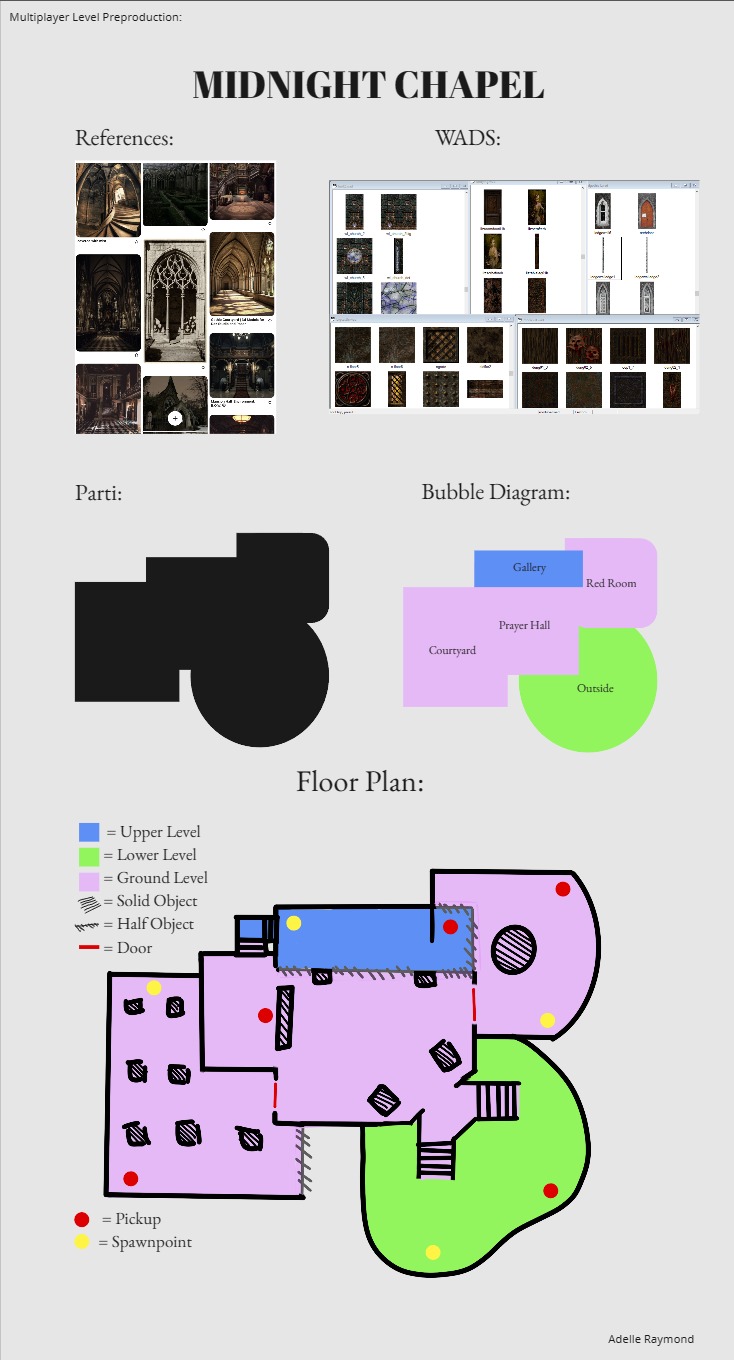 Multiplayer Level Preproduction:
MIDNIGHT CHAPEL
References:
WADS:
Parti:
Bubble Diagram:
Gallery
Red Room
Prayer Hall
Courtyard
Outside
Floor Plan:
= Upper Level
= Lower Level
= Ground Level
= Solid Object
= Half Object
= Door
= Pickup
= Spawnpoint
Adelle Raymond